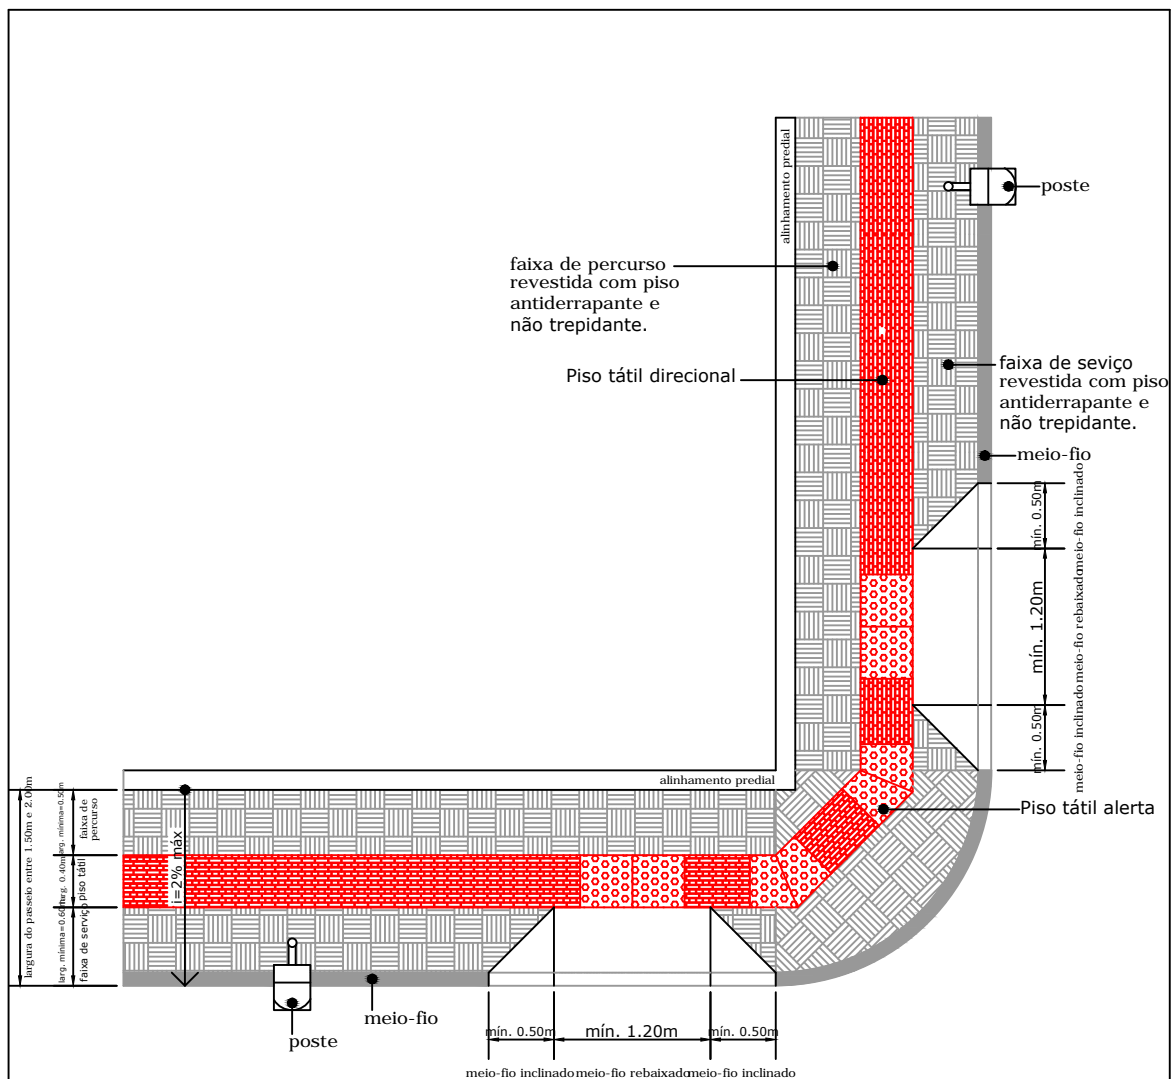 alinhamento predial
poste
faixa de percurso
revestida com piso
antiderrapante e
não trepidante.
Piso tátil direcional
faixa de seviço
revestida com piso
antiderrapante e
não trepidante.
meio-fio
mín. 0.50m
meio-fio inclinado
mín. 1.20m
meio-fio rebaixado
mín. 0.50m
meio-fio inclinado
alinhamento predial
Piso tátil alerta
largura do passeio entre 1.50m e 2.00m
larg. mínima=0.50m
faixa de
percurso
larg. 0.40m
piso tátil
larg. mínima=0.60m
faixa de serviço
i=2% máx
meio-fio
poste
mín. 0.50m
mín. 1.20m
mín. 0.50m
meio-fio inclinado
meio-fio rebaixado
meio-fio inclinado